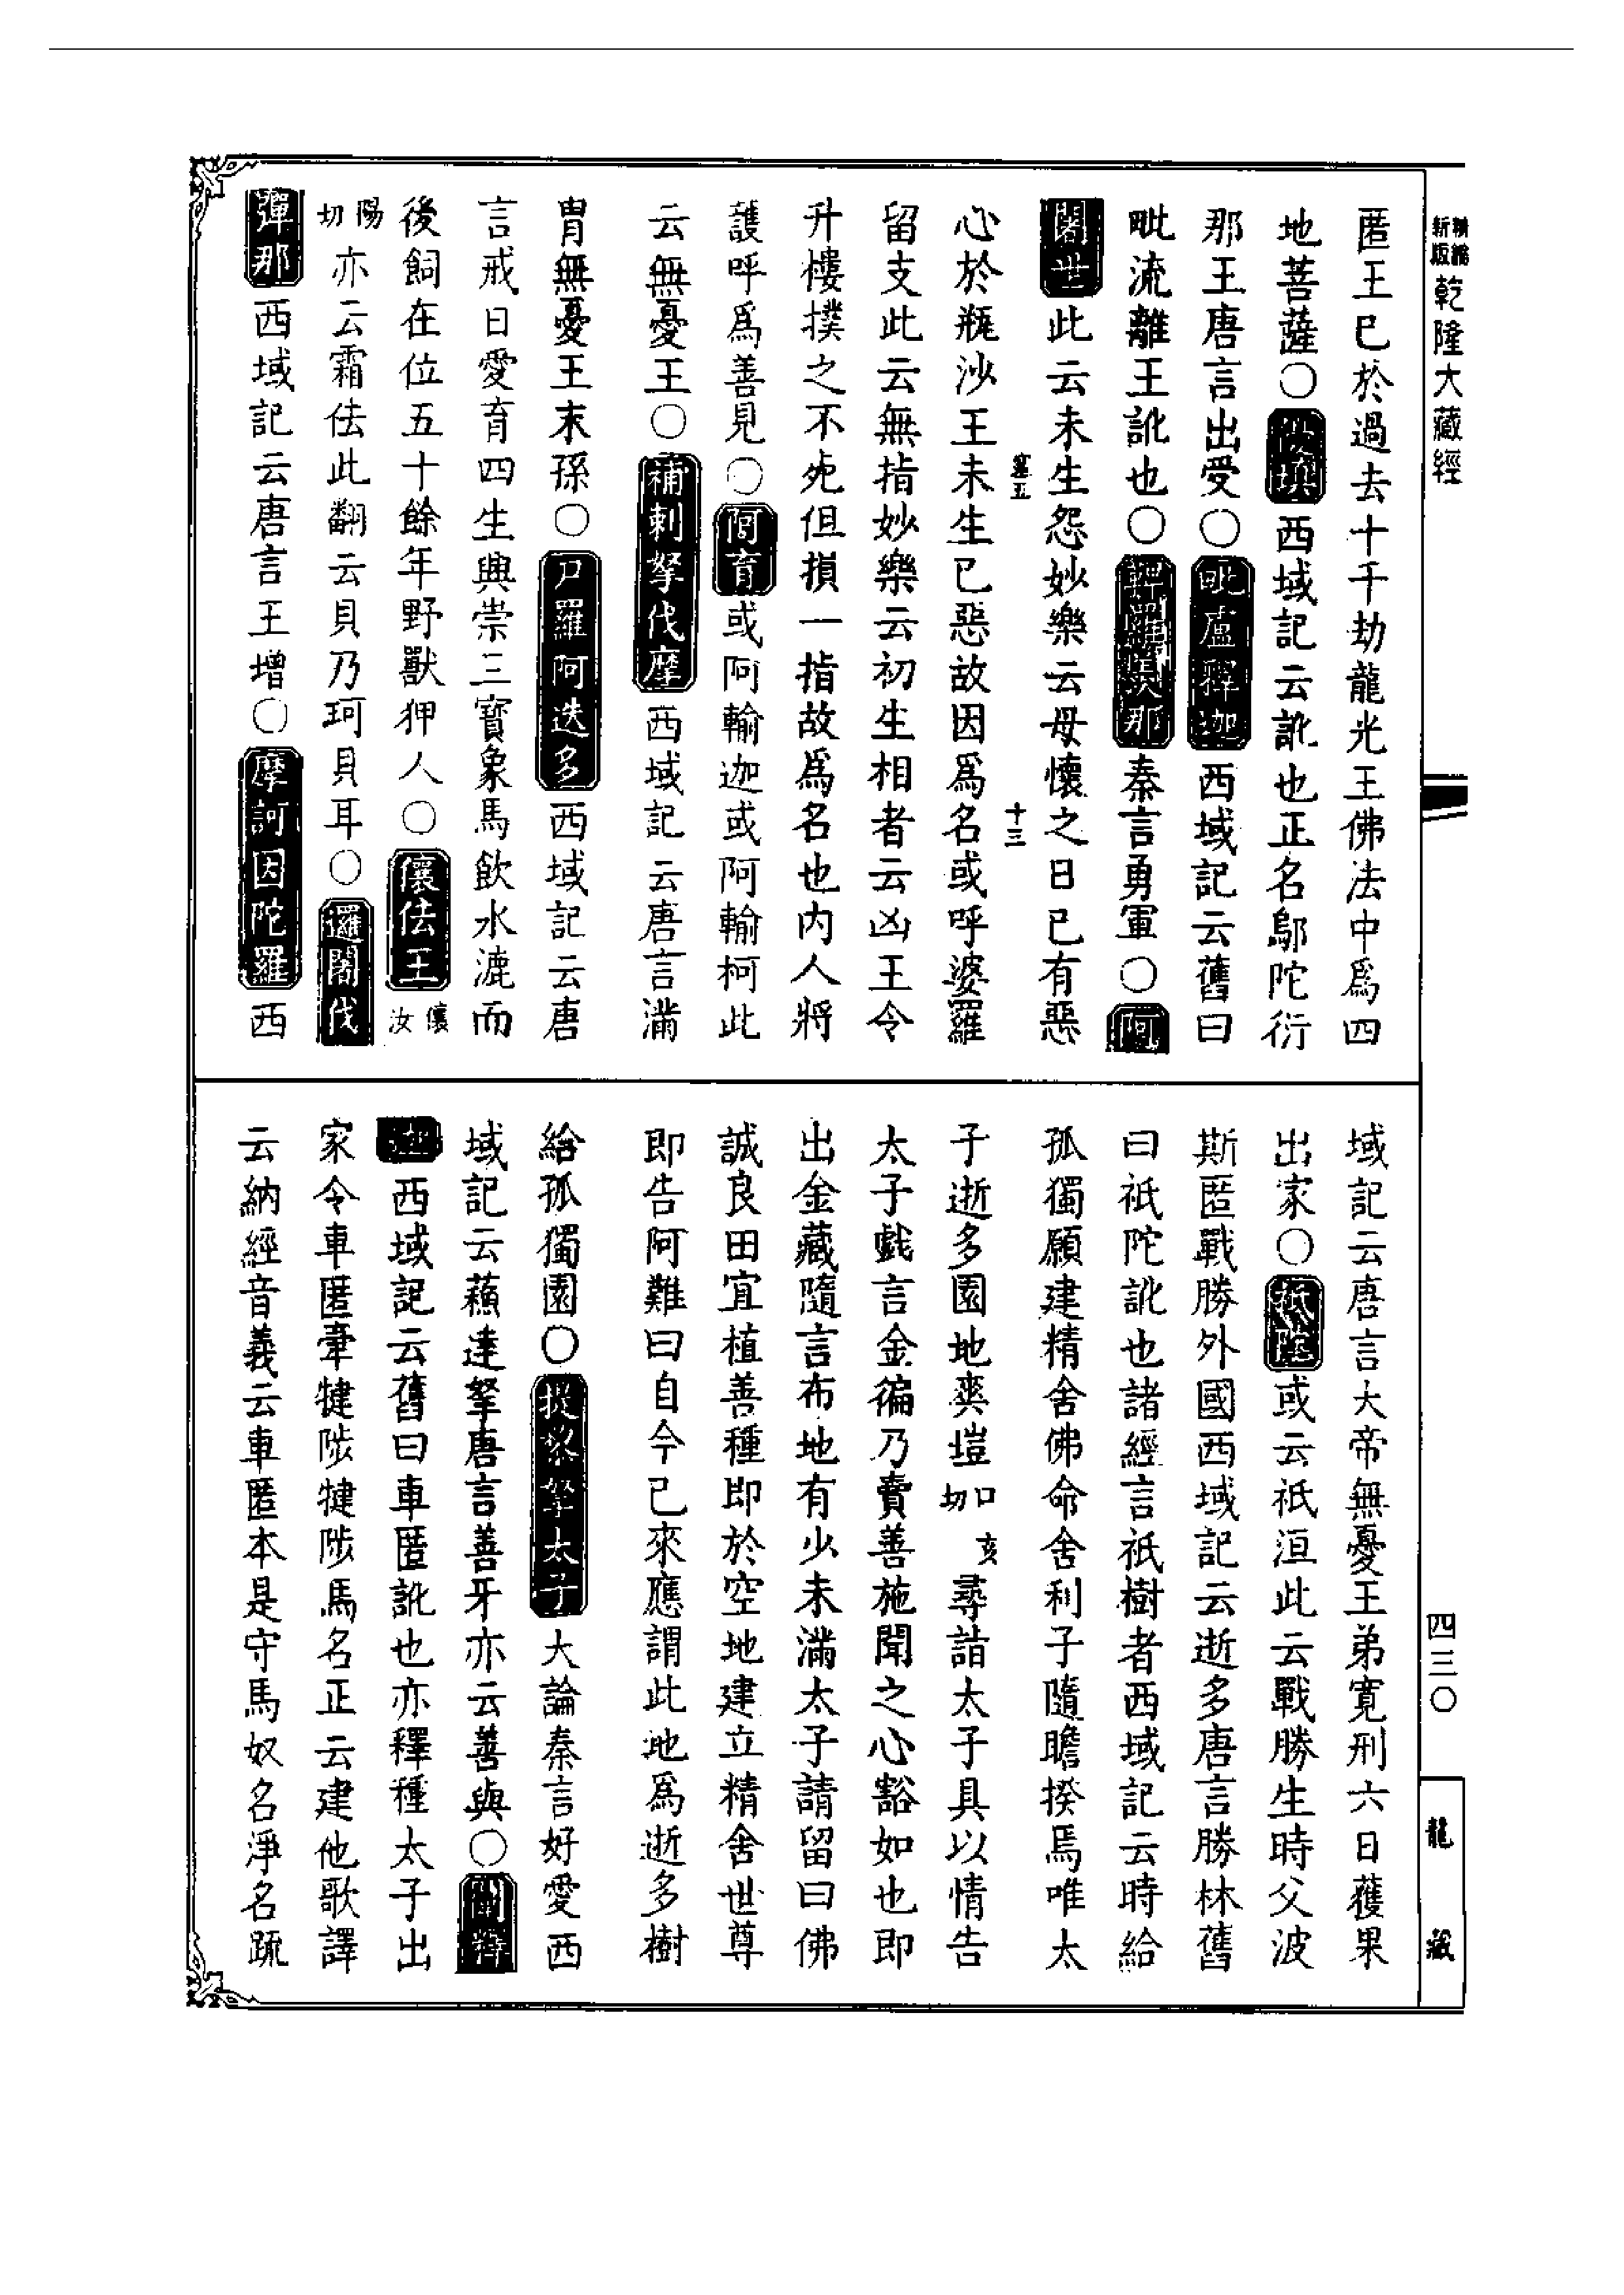 新編
新版
乾隆大藏經
匿王已於過去十千劫龍光王佛法中爲四
地菩薩〇優填西域記云訛也正名鄔陀衍
那王唐言出受〇毗盧釋迦西域記云舊曰
毗流離王訛也〇鞞羅羨那秦言勇軍〇阿
闍世此云未生怨妙樂云母懷之日已有惡
塞五
十三
心於瓶沙王未生已惡故因爲名或呼婆羅
留支此云無指妙樂云初生相者云凶王令
升樓撲之不死但損一指故爲名也内人將
護呼爲善見〇阿育或阿輸迦或阿輸柯此
云無憂王〇補剌拏伐摩西域記云唐言滿
胄無憂王末孫〇尸羅阿迭多西域記云唐
言戒日愛育四生興崇三寶象馬飲水漉而
後飼在位五十餘年野獸狎人〇儴佉王儴汝
陽切亦云霜佉此翻云貝乃珂貝耳〇邏闍伐
彈那西域記云唐言王增〇摩訶因陀羅西
域記云唐言大帝無憂王弟寬刑六日獲果
出家〇祇陀或云祇洹此云戰勝生時父波
斯匿戰勝外國西域記云逝多唐言勝林舊
曰祇陀訛也諸經言祇樹者西域記云時給
孤獨願建精舍佛命舍利子隨瞻揆焉唯太
子逝多園地爽塏口亥切尋詣太子具以情告
太子戲言金徧乃賣善施聞之心豁如也即
出金藏隨言布地有少未滿太子請留曰佛
誠良田宜植善種即於空地建立精舍世尊
即告阿難曰自今已來應謂此地爲逝多樹
給孤獨園〇提婆拏太子大論秦言好愛西
域記云蘇達拏唐言善牙亦云善與〇闡釋
迦西域記云舊曰車匿訛也亦釋種太子出
家令車匿牽犍陟犍陟馬名正云建他歌譯
云納經音義云車匿本是守馬奴名淨名疏
四三〇
龍藏